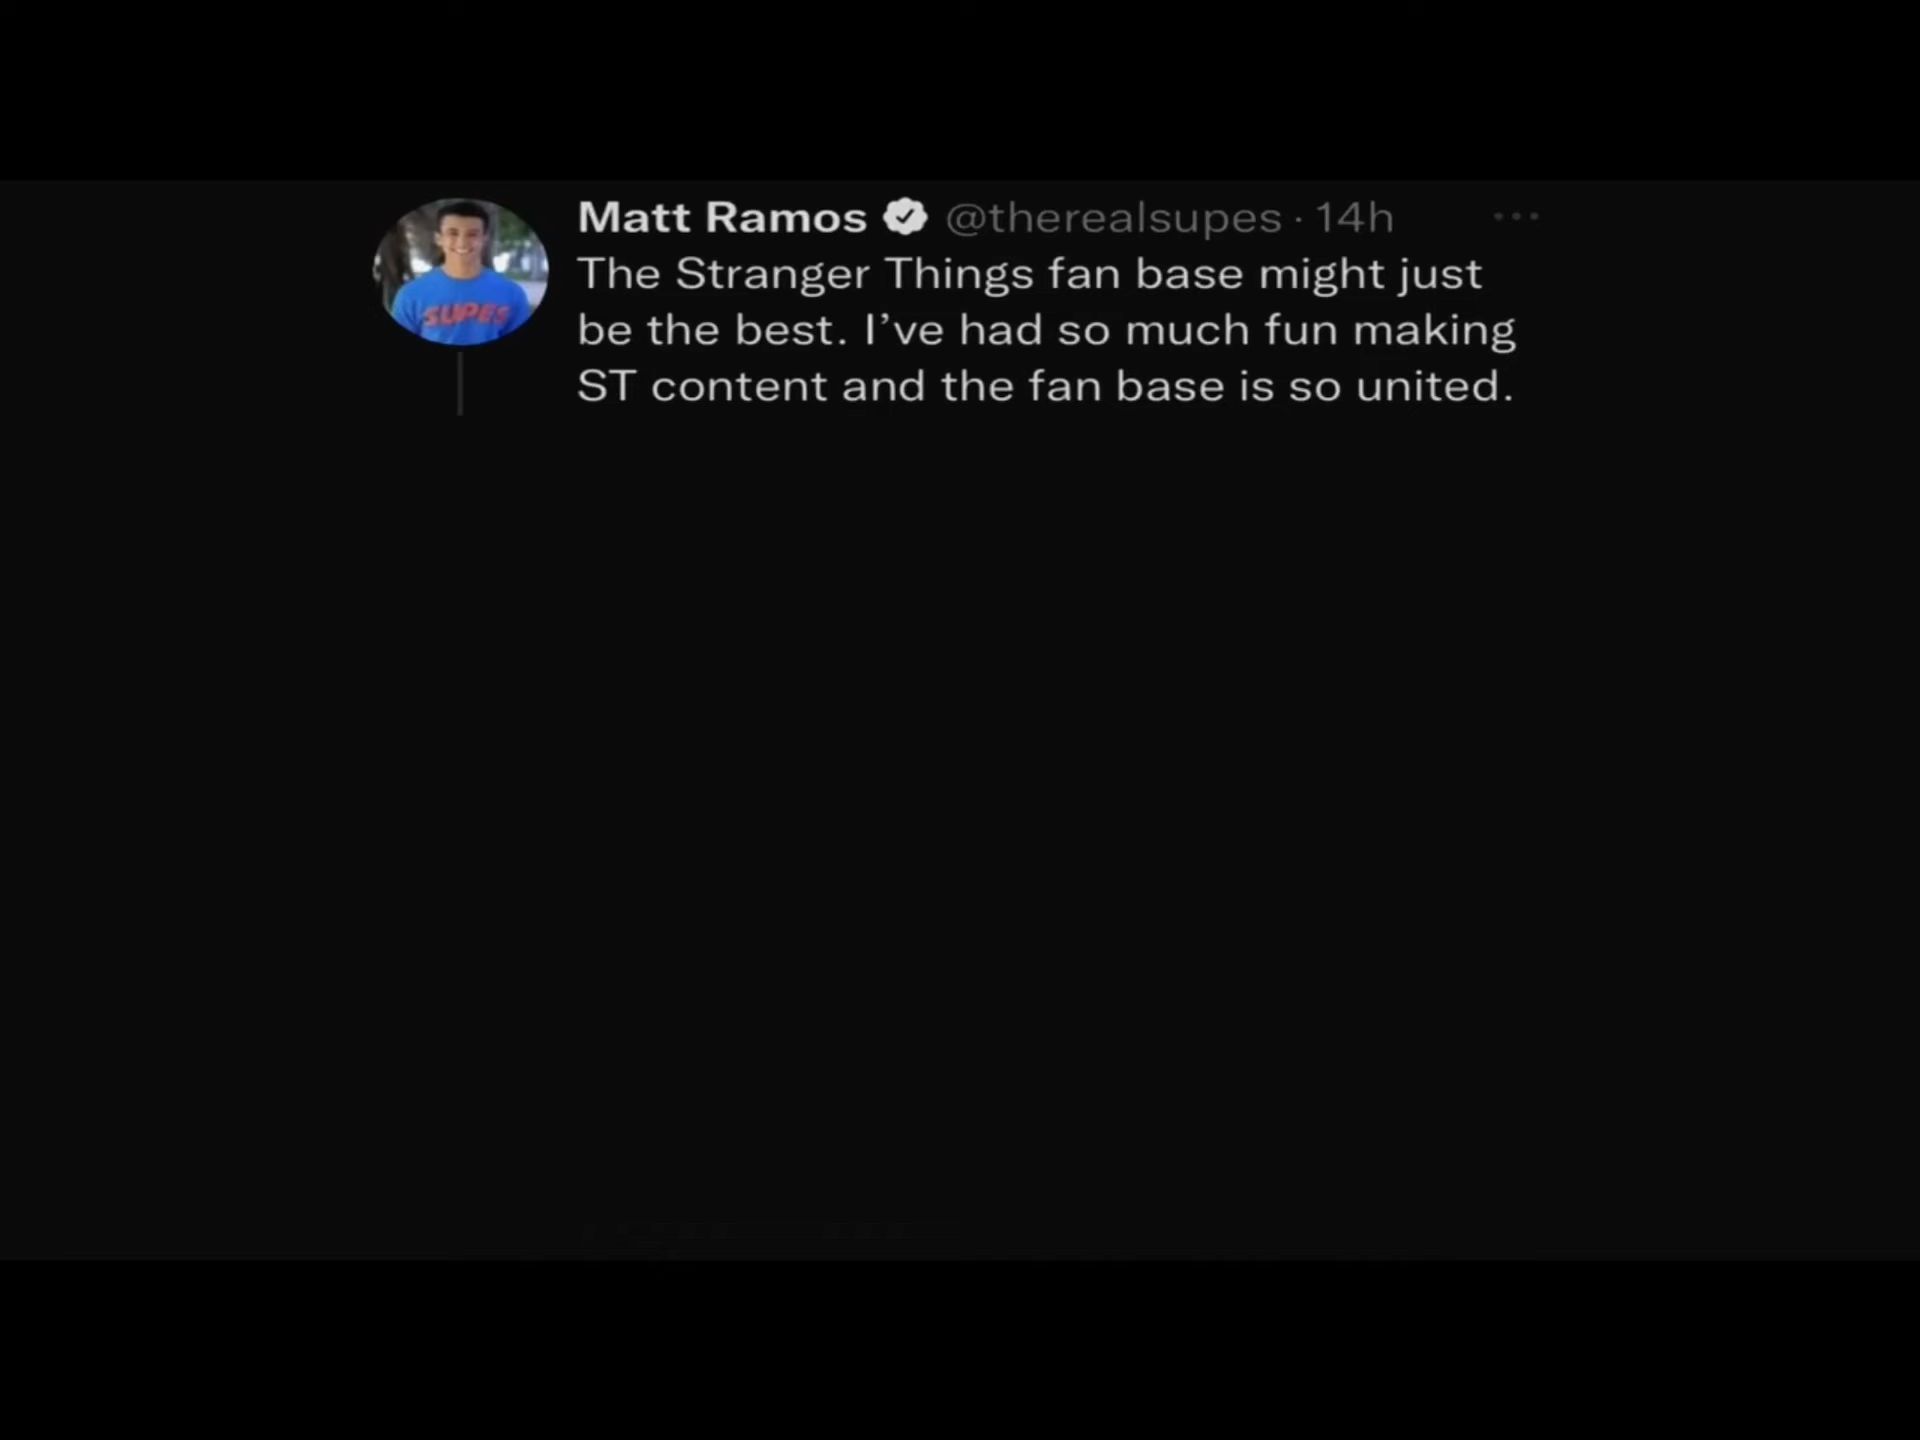 Matt Ramos @therealsupes · 14h
The Stranger Things fan base might just
be the best. I’ve had so much fun making
ST content and the fan base is so united.
SUPES